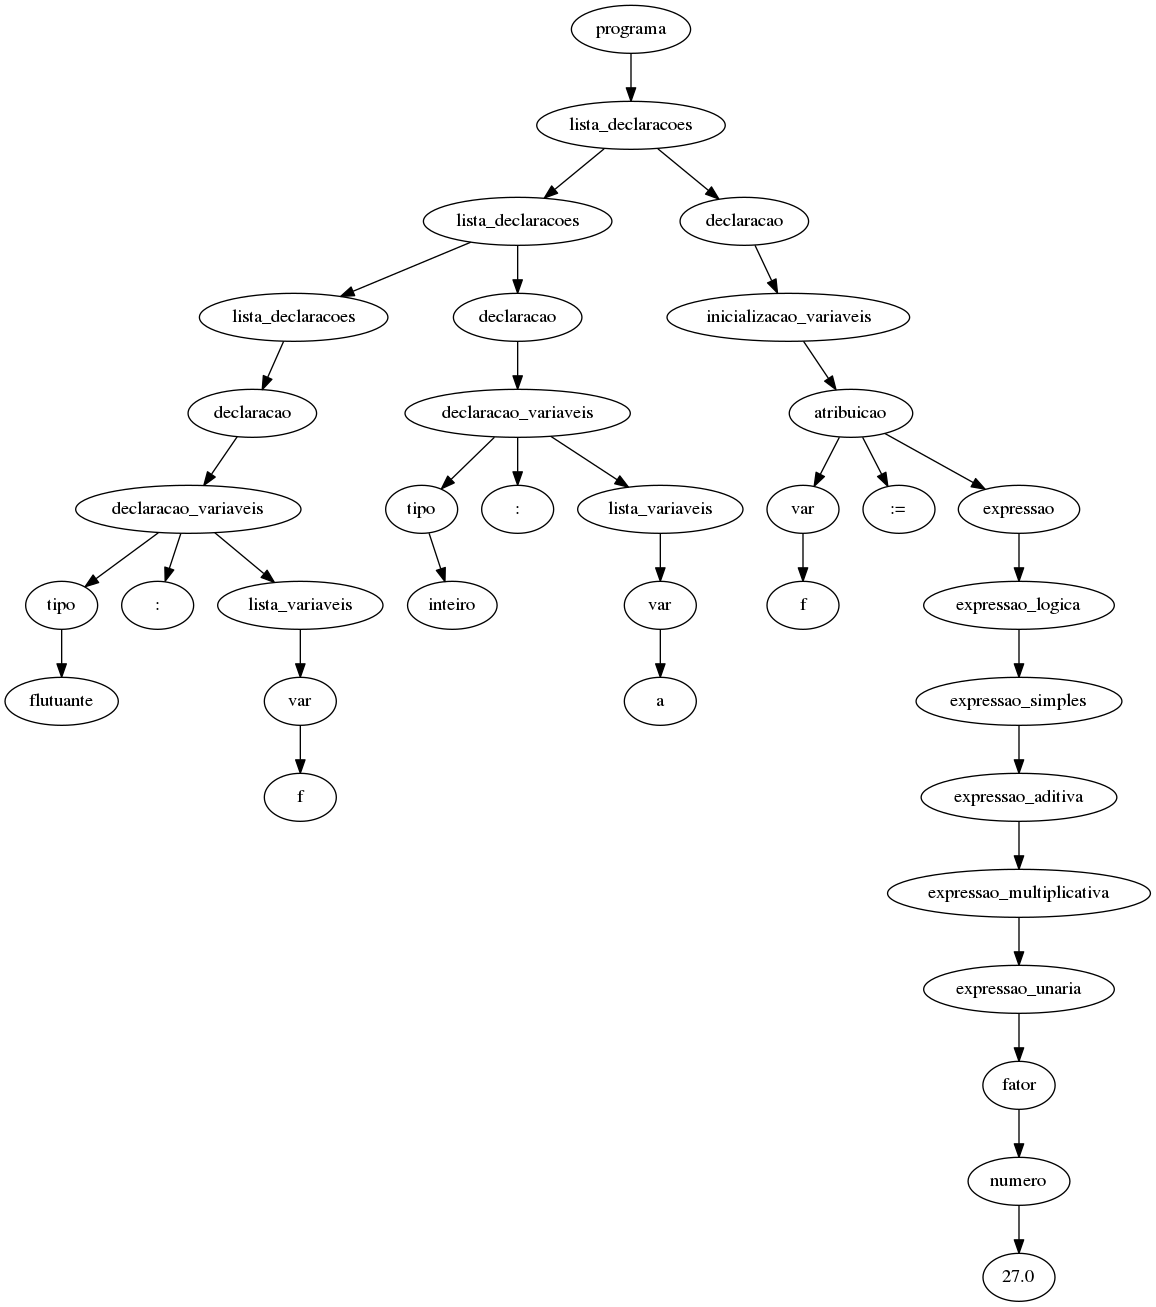 programa
lista_declaracoes
lista_declaracoes declaracao
lista_declaracoes declaracao inicializacao_variaveis
declaracao declaracao_variaveis atribuicao
declaracao_variaveis tipo : lista_variaveis var := expressao
tipo : lista_variaveis inteiro var f expressao_logica
flutuante var a expressao_simples
f expressao_aditiva
expressao_multiplicativa
expressao_unaria
fator
numero
27.0